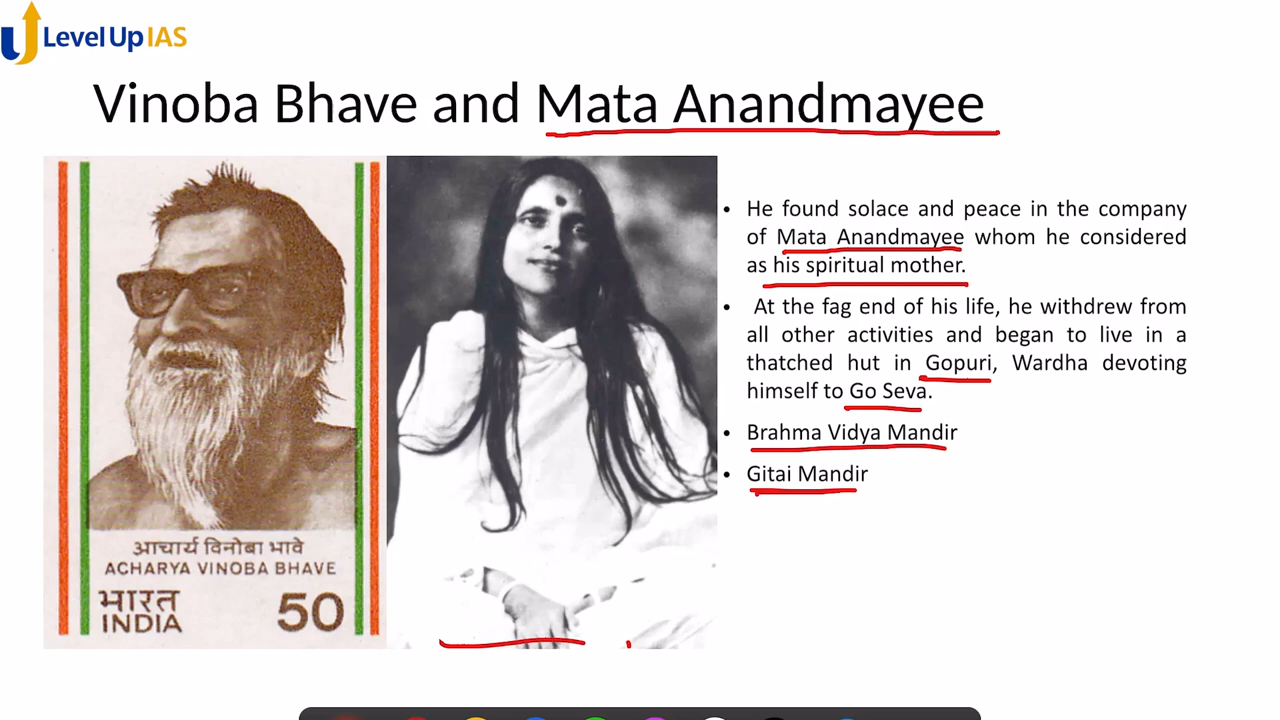 Level Up IAS
Vinoba Bhave and Mata Anandmayee
आचार्य विनोबा भावे
ACHARYA VINOBA BHAVE
भारत
INDIA
50
• He found solace and peace in the company
of Mata Anandmayee whom he considered
as his spiritual mother.
• At the fag end of his life, he withdrew from
all other activities and began to live in a
thatched hut in Gopuri, Wardha devoting
himself to Go Seva.
• Brahma Vidya Mandir
• Gitai Mandir